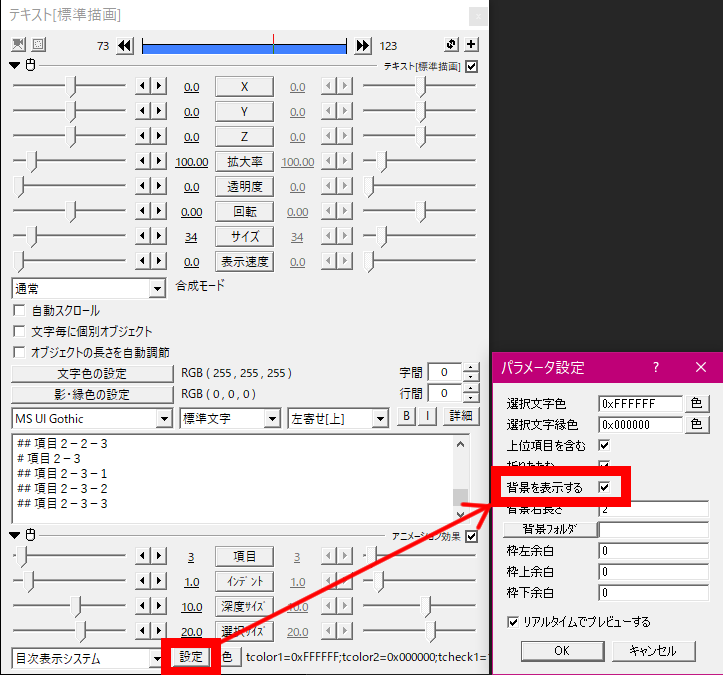 テキスト[標準描画]
73 123
テキスト[標準描画]
0.0 X 0.0
0.0 Y 0.0
0.0 Z 0.0
100.00 拡大率 100.00
0.0 透明度 0.0
0.00 回転 0.00
34 サイズ 34
0.0 表示速度 0.0
通常 合成モード
自動スクロール
文字毎に個別オブジェクト
オブジェクトの長さを自動調節
文字色の設定 RGB ( 255 , 255 , 255 ) 字間 0
影・縁色の設定 RGB ( 0 , 0 , 0 ) 行間 0
MS UI Gothic 標準文字 左寄せ[上] B I 詳細
## 項目２−２−３
# 項目２−３
## 項目２−３−１
## 項目２−３−２
## 項目２−３−３
アニメーション効果
3 項目 3
1.0 インデント 1.0
10.0 深度サイズ 10.0
20.0 選択サイズ 20.0
目次表示システム 設定 色 tcolor1=0xFFFFFF;tcolor2=0x000000;tcheck1=
パラメータ設定 ?
選択文字色 0xFFFFFF 色
選択文字縁色 0x000000 色
上位項目を含む
折りたたむ
背景を表示する
背景右長さ 2
背景フォルダ
枠左余白 0
枠上余白 0
枠下余白 0
リアルタイムでプレビューする
OK キャンセル